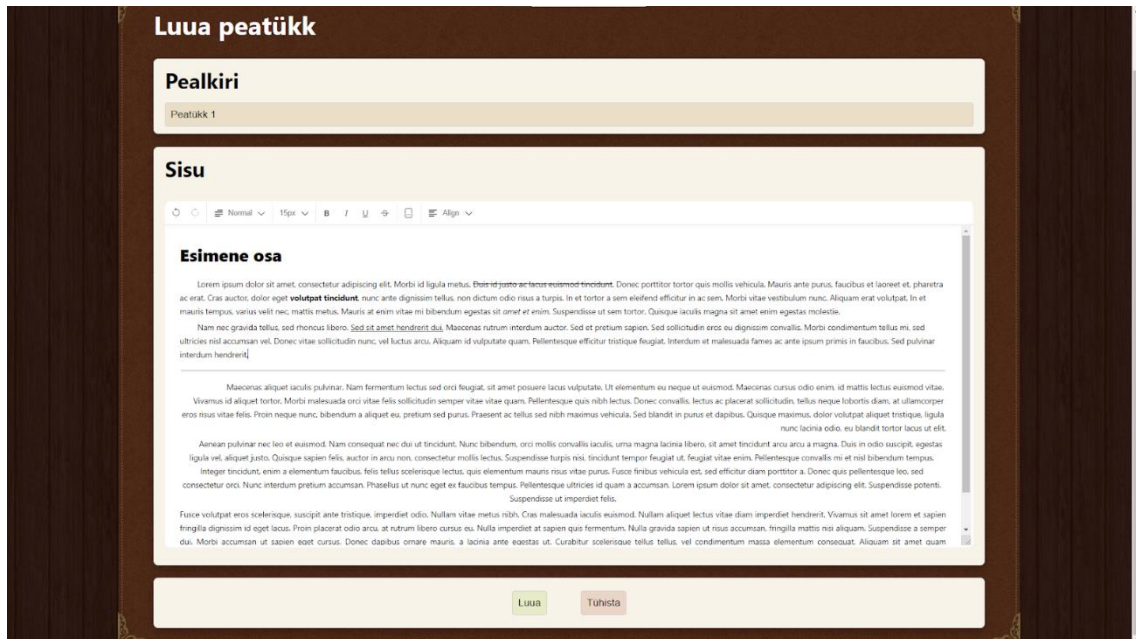 Luua peatükk
Pealkiri
Peatükk 1
Sisu
Normal 15px B I U S Align
Esimene osa
Lorem ipsum dolor sit amet, consectetur adipiscing elit. Morbi id ligula metus. Duis id justo ac lacus euismod tincidunt. Donec porttitor tortor quis mollis vehicula. Mauris ante purus, faucibus et laoreet et, pharetra
ac erat. Cras auctor, dolor eget volutpat tincidunt, nunc ante dignissim tellus, non dictum odio risus a turpis. In et tortor a sem eleifend efficitur in ac sem. Morbi vitae vestibulum nunc. Aliquam erat volutpat. In et
mauris tempus, varius velit nec, mattis metus. Mauris at enim vitae mi bibendum egestas sit amet et enim. Suspendisse ut sem tortor. Quisque iaculis magna sit amet enim egestas molestie.
Nam nec gravida tellus, sed rhoncus libero. Sed sit amet hendrerit dui. Maecenas rutrum interdum auctor. Sed et pretium sapien. Sed sollicitudin eros eu dignissim convallis. Morbi condimentum tellus mi, sed
ultricies nisl accumsan vel. Donec vitae sollicitudin nunc, vel luctus arcu. Aliquam id vulputate quam. Pellentesque efficitur tristique feugiat. Interdum et malesuada fames ac ante ipsum primis in faucibus. Sed pulvinar
interdum hendrerit.
Maecenas aliquet iaculis pulvinar. Nam fermentum lectus sed orci feugiat, sit amet posuere lacus vulputate. Ut elementum eu neque ut euismod. Maecenas cursus odio enim, id mattis lectus euismod vitae.
Vivamus id aliquet tortor. Morbi malesuada orci vitae felis sollicitudin semper vitae vitae quam. Pellentesque quis nibh lectus. Donec convallis, lectus ac placerat sollicitudin, tellus neque lobortis diam, at ullamcorper
eros risus vitae felis. Proin neque nunc, bibendum a aliquet eu, pretium sed purus. Praesent ac tellus sed nibh maximus vehicula. Sed blandit in purus et dapibus. Quisque maximus, dolor volutpat aliquet tristique, ligula
nunc lacinia odio, eu blandit tortor lacus ut elit.
Aenean pulvinar nec leo et euismod. Nam consequat nec dui ut tincidunt. Nunc bibendum, orci mollis convallis iaculis, urna magna lacinia libero, sit amet tincidunt arcu arcu a magna. Duis in odio suscipit, egestas
ligula vel, aliquet justo. Quisque sapien felis, auctor in arcu non, consectetur mollis lectus. Suspendisse turpis nisi, tincidunt tempor feugiat ut, feugiat vitae enim. Pellentesque convallis mi et nisl bibendum tempus.
Integer tincidunt, enim a elementum faucibus, felis tellus scelerisque lectus, quis elementum mauris risus vitae purus. Fusce finibus vehicula est, sed efficitur diam porttitor a. Donec quis pellentesque leo, sed
consectetur orci. Nunc interdum pretium accumsan. Phasellus ut nunc eget ex faucibus tempus. Pellentesque ultricies id quam a accumsan. Lorem ipsum dolor sit amet, consectetur adipiscing elit. Suspendisse potenti.
Suspendisse ut imperdiet felis.
Fusce volutpat eros scelerisque, suscipit ante tristique, imperdiet odio. Nullam vitae metus nibh. Cras malesuada iaculis euismod. Nullam aliquet lectus vitae diam imperdiet hendrerit. Vivamus sit amet lorem et sapien
fringilla dignissim id eget lacus. Proin placerat odio arcu, at rutrum libero cursus eu. Nulla imperdiet at sapien quis fermentum. Nulla gravida sapien ut risus accumsan, fringilla mattis nisi aliquam. Suspendisse a semper
dui. Morbi accumsan ut sapien eget cursus. Donec dapibus ornare mauris, a lacinia ante egestas ut. Curabitur scelerisque tellus tellus, vel condimentum massa elementum consequat. Aliquam sit amet quam
Luua Tühista